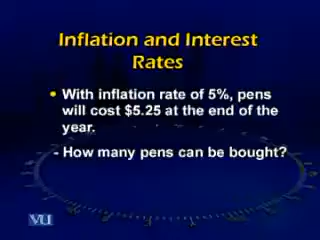 Inflation and Interest
Rates
• With inflation rate of 5%, pens
will cost $5.25 at the end of the
year.
- How many pens can be bought?
VU